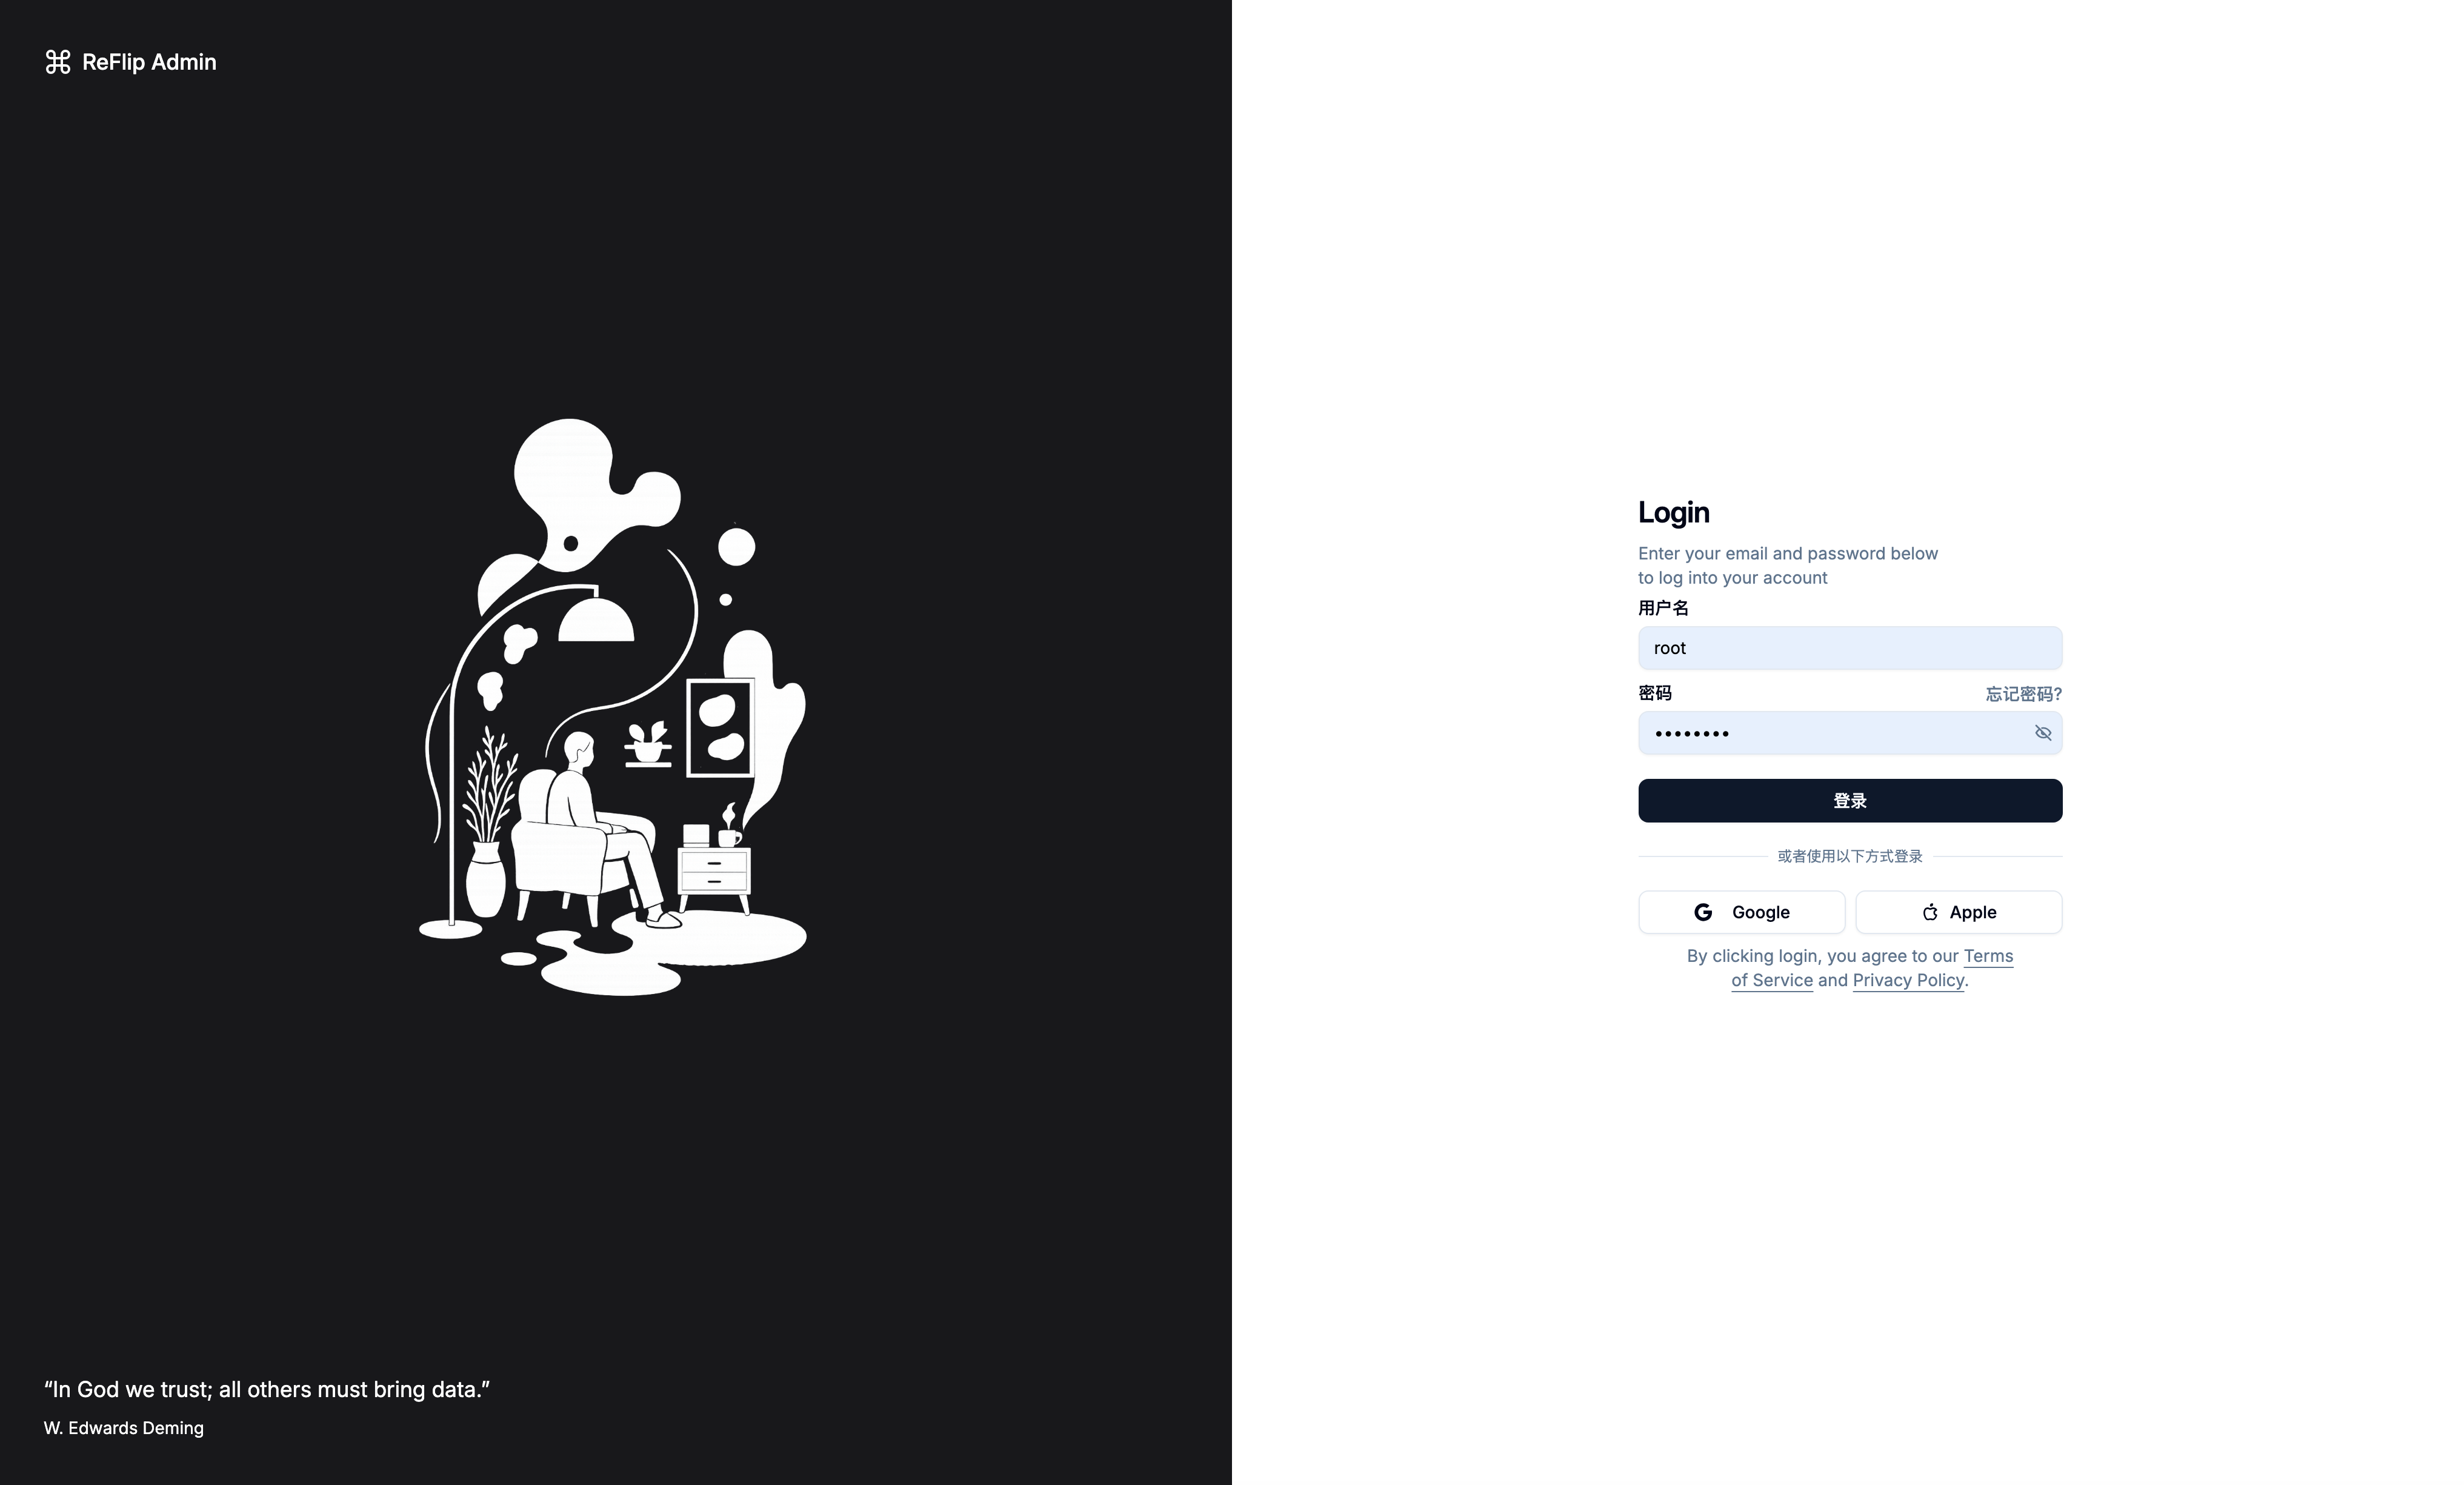 ReFlip Admin
“In God we trust; all others must bring data.”
W. Edwards Deming
Login
Enter your email and password below
to log into your account
用户名
root
密码
忘记密码?
••••••••
登录
或者使用以下方式登录
Google
Apple
By clicking login, you agree to our Terms
of Service and Privacy Policy.